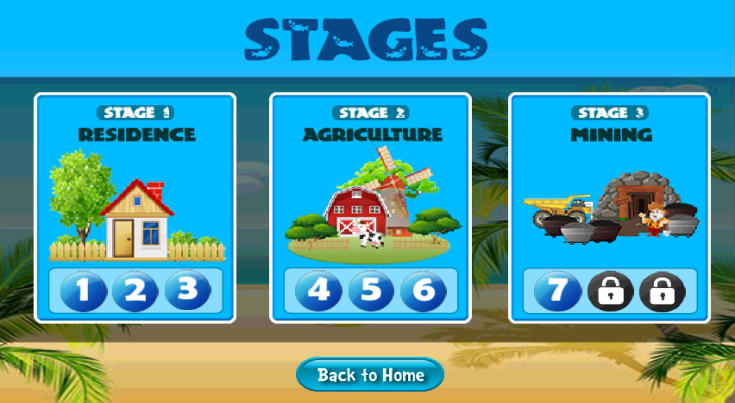 STAGES
STAGE 1
RESIDENCE
1 2 3
STAGE 2
AGRICULTURE
4 5 6
STAGE 3
MINING
7
Back to Home